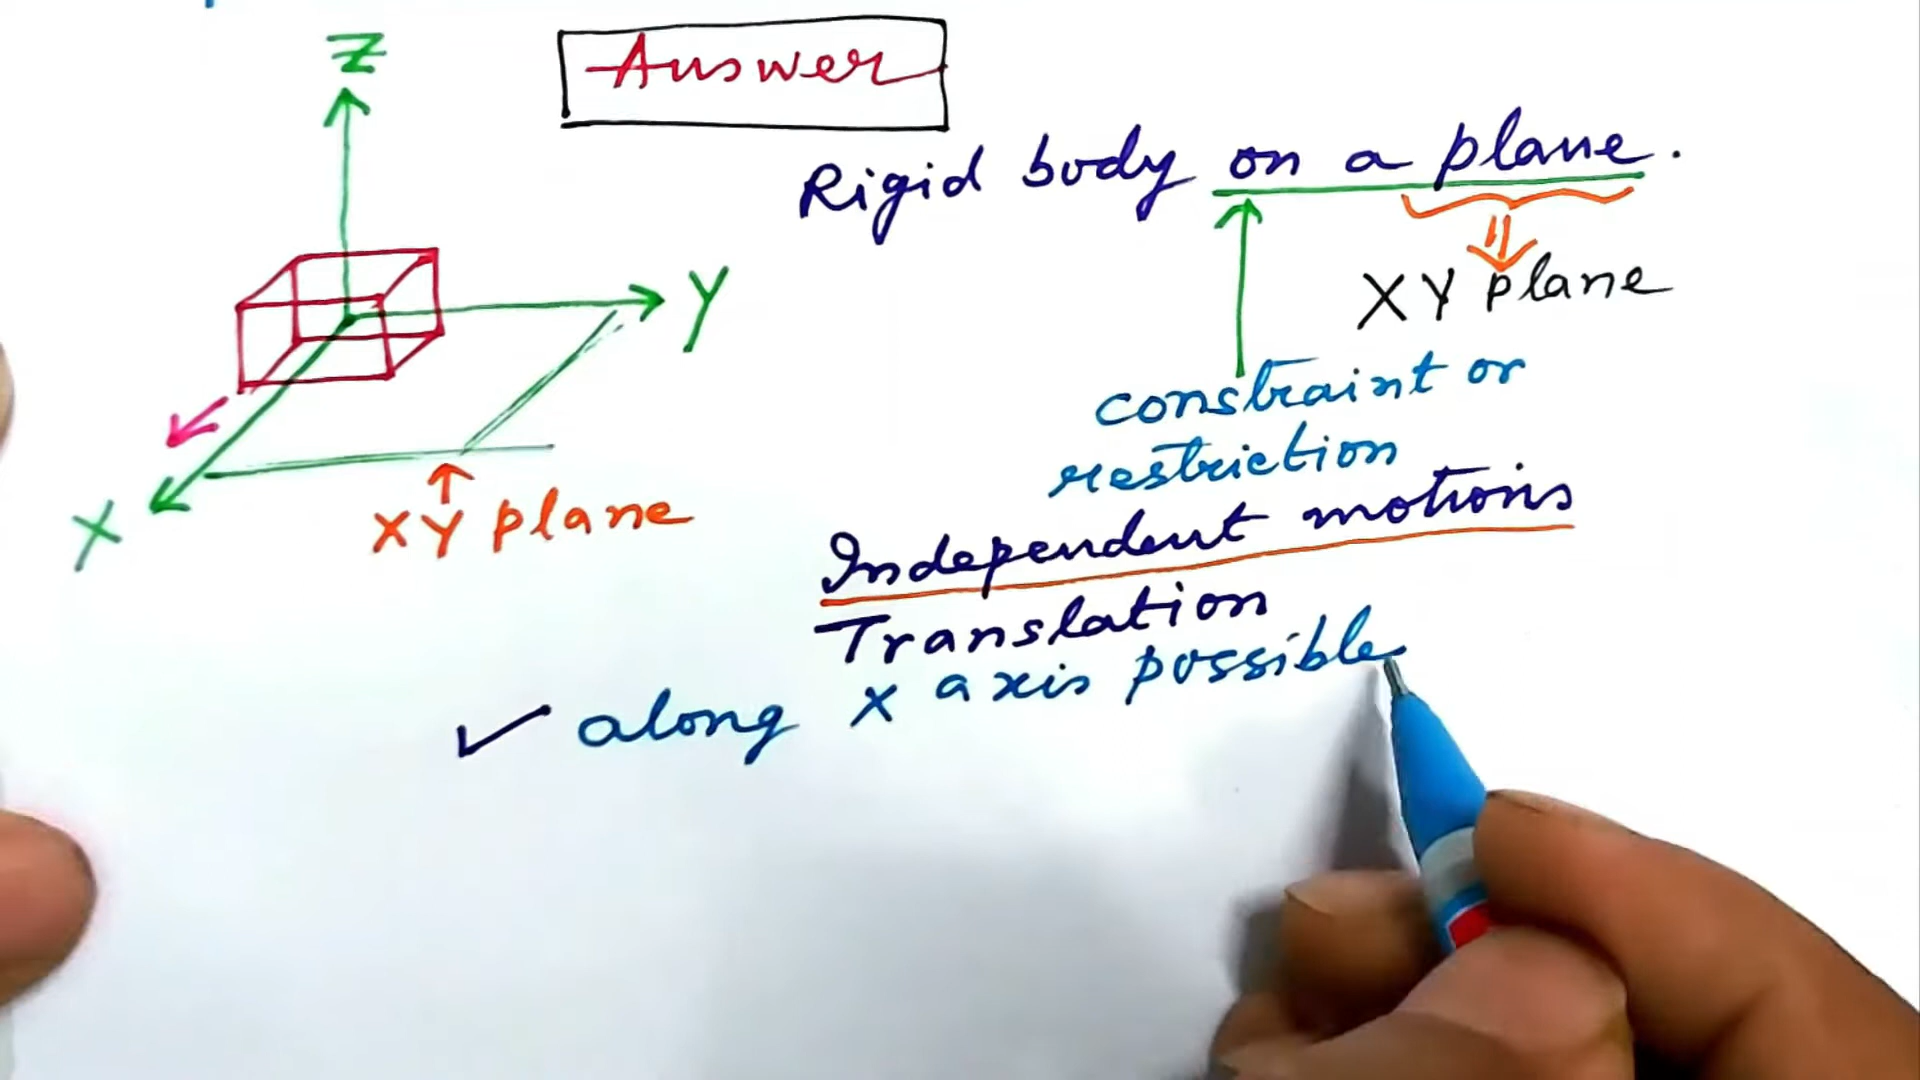 Z
Answer
Rigid body on a plane.
Y
XY plane
constraint or
restriction
X
XY plane
Independent motions
Translation
along x axis possible